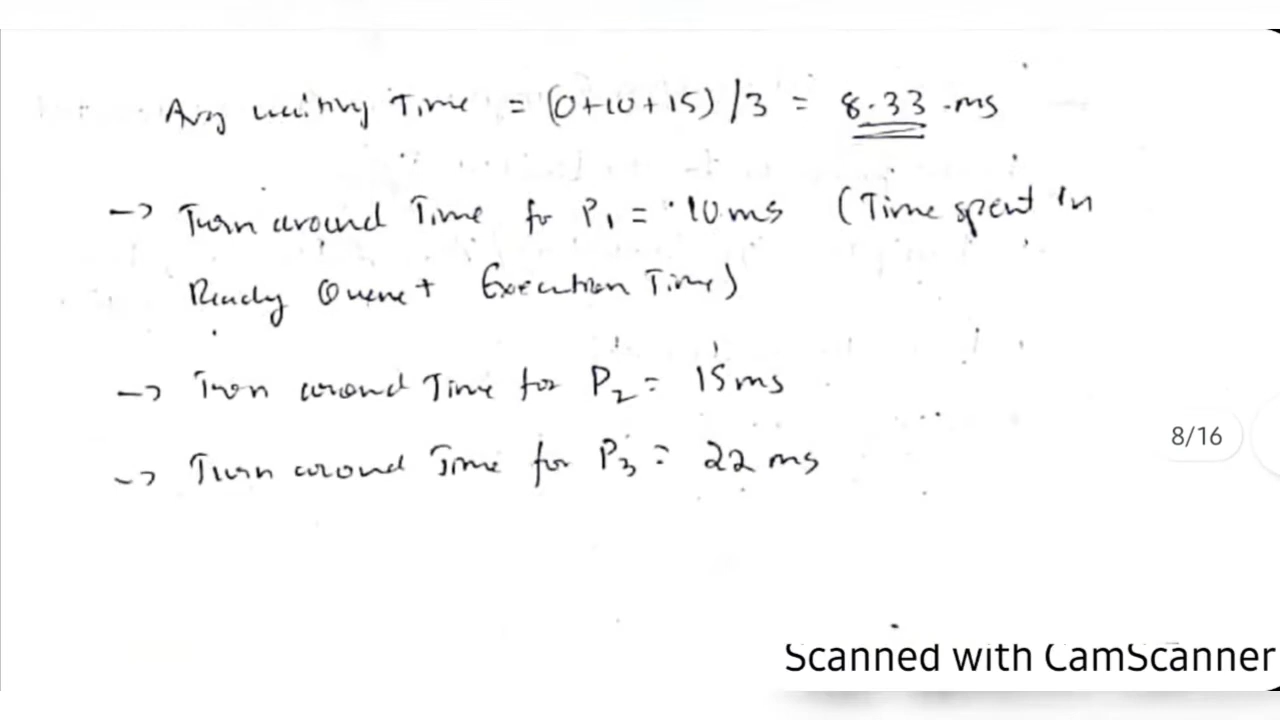 Avg waiting Time = (0+10+15)/3 = 8.33 ms
→ Turn around Time for P1 = 10ms (Time spent in
Ready Queue + Execution Time)
→ Turn around Time for P2 = 15ms
8/16
→ Turn around Time for P3 = 22 ms
Scanned with CamScanner